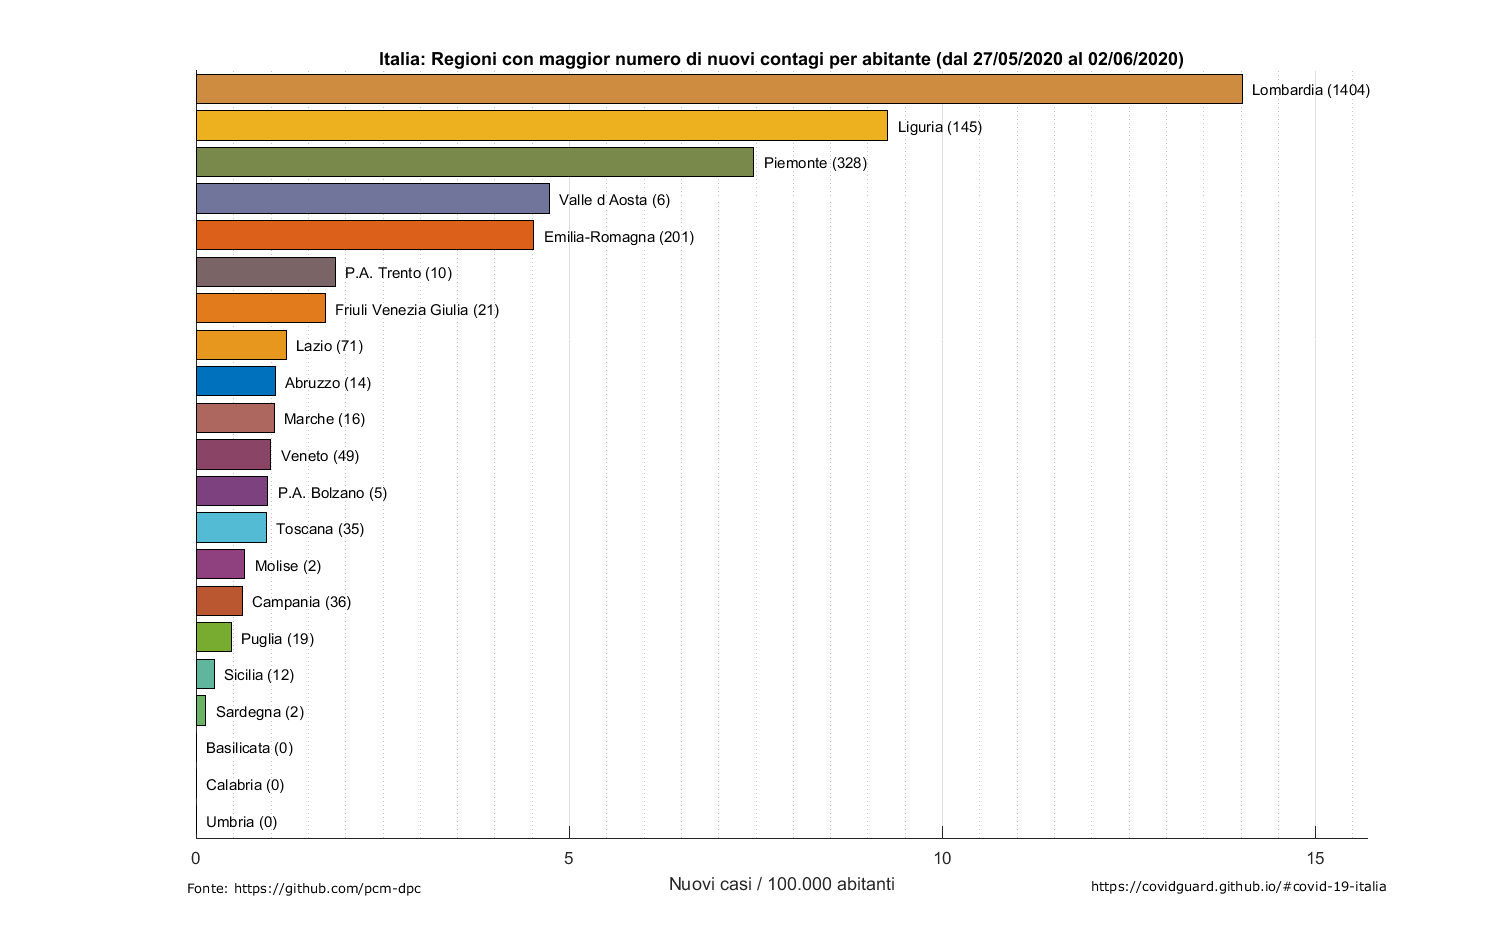 Italia: Regioni con maggior numero di nuovi contagi per abitante (dal 27/05/2020 al 02/06/2020)
Lombardia (1404)
Liguria (145)
Piemonte (328)
Valle d Aosta (6)
Emilia-Romagna (201)
P.A. Trento (10)
Friuli Venezia Giulia (21)
Lazio (71)
Abruzzo (14)
Marche (16)
Veneto (49)
P.A. Bolzano (5)
Toscana (35)
Molise (2)
Campania (36)
Puglia (19)
Sicilia (12)
Sardegna (2)
Basilicata (0)
Calabria (0)
Umbria (0)
0 5 10 15
Nuovi casi / 100.000 abitanti
Fonte: https://github.com/pcm-dpc
https://covidguard.github.io/#covid-19-italia